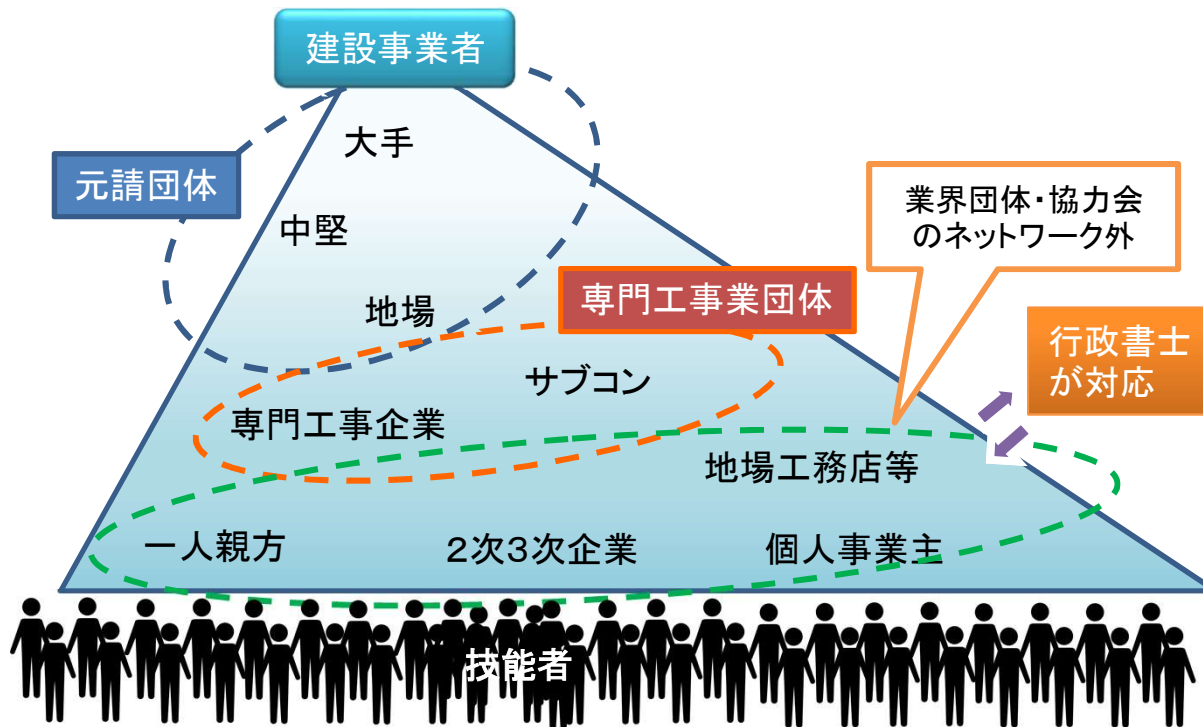 建設事業者
大手
元請団体
中堅
業界団体・協力会
のネットワーク外
地場
専門工事業団体
行政書士
が対応
サブコン
専門工事企業
地場工務店等
一人親方
２次３次企業
個人事業主
技能者